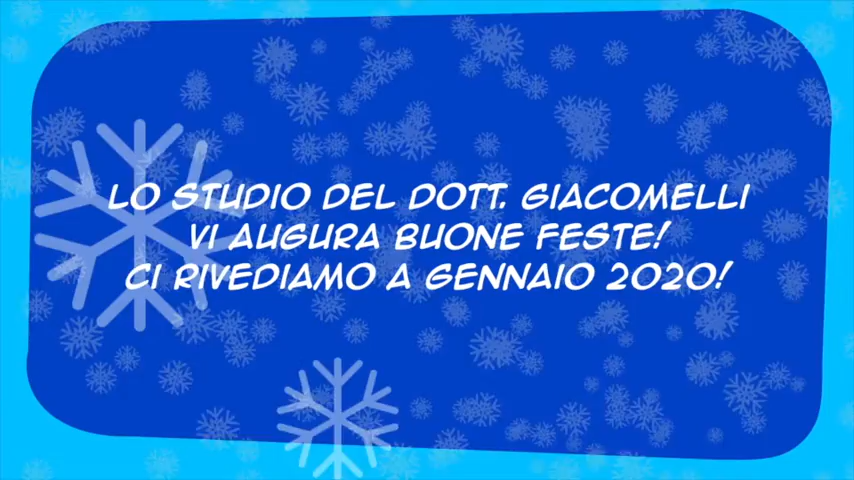 LO STUDIO DEL DOTT. GIACOMELLI
VI AUGURA BUONE FESTE!
CI RIVEDIAMO A GENNAIO 2020!